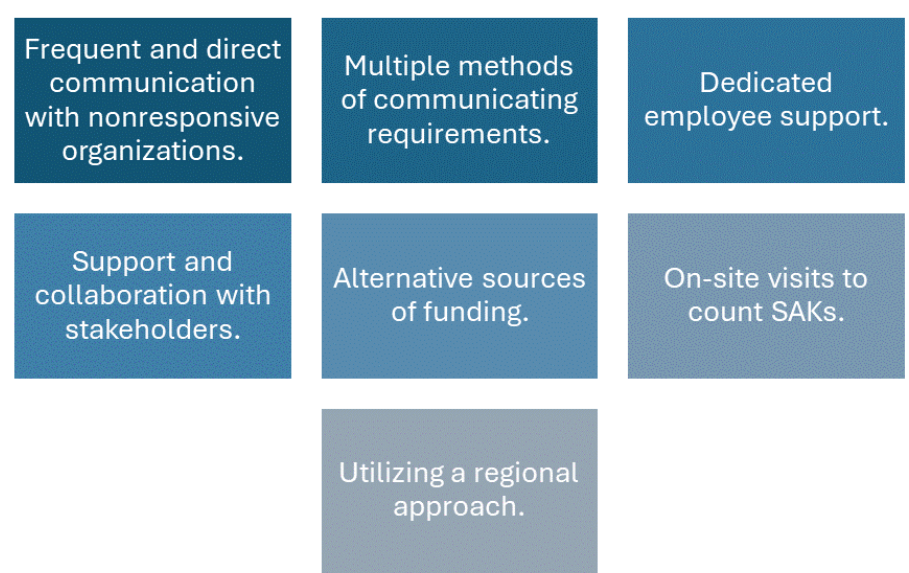 Frequent and direct
communication
with nonresponsive
organizations.
Multiple methods
of communicating
requirements.
Dedicated
employee support.
Support and
collaboration with
stakeholders.
Alternative sources
of funding.
On-site visits to
count SAKs.
Utilizing a regional
approach.